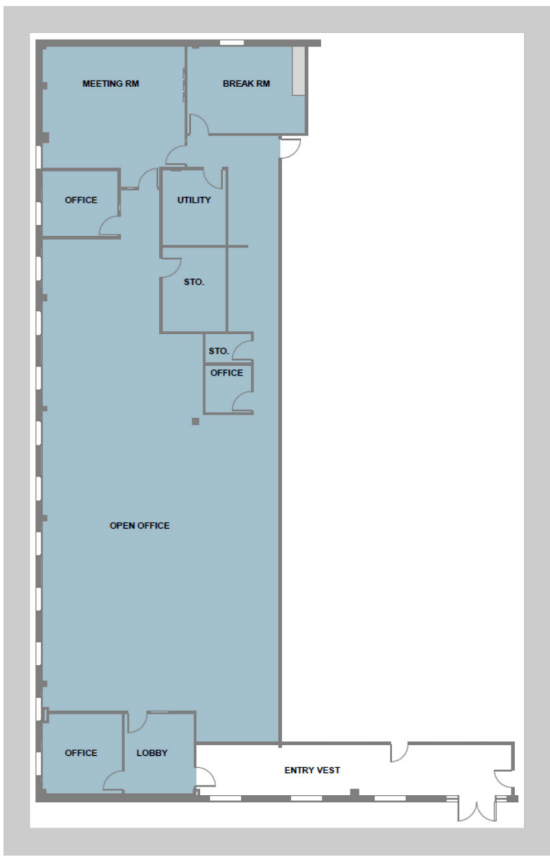 MEETING RM
BREAK RM
OFFICE
UTILITY
STO.
STO.
OFFICE
OPEN OFFICE
OFFICE
LOBBY
ENTRY VEST